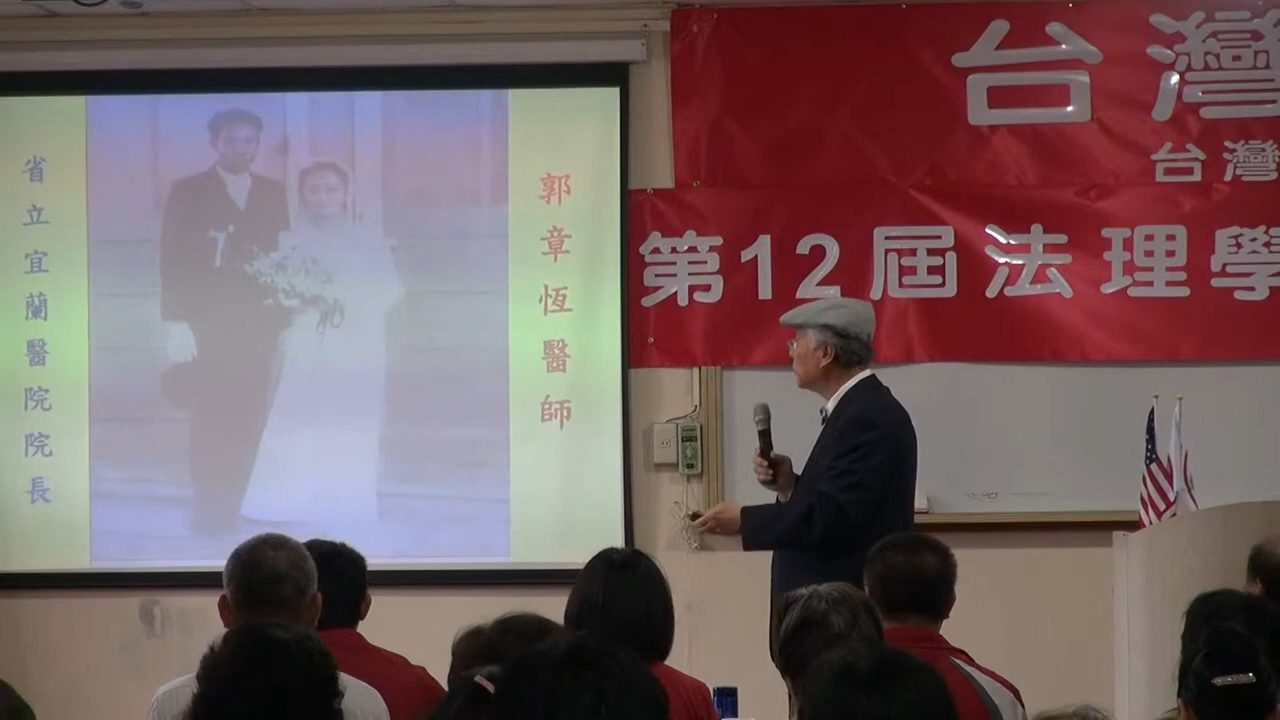 台灣
台灣
第12屆法理學
郭章恆醫師
省立宜蘭醫院院長